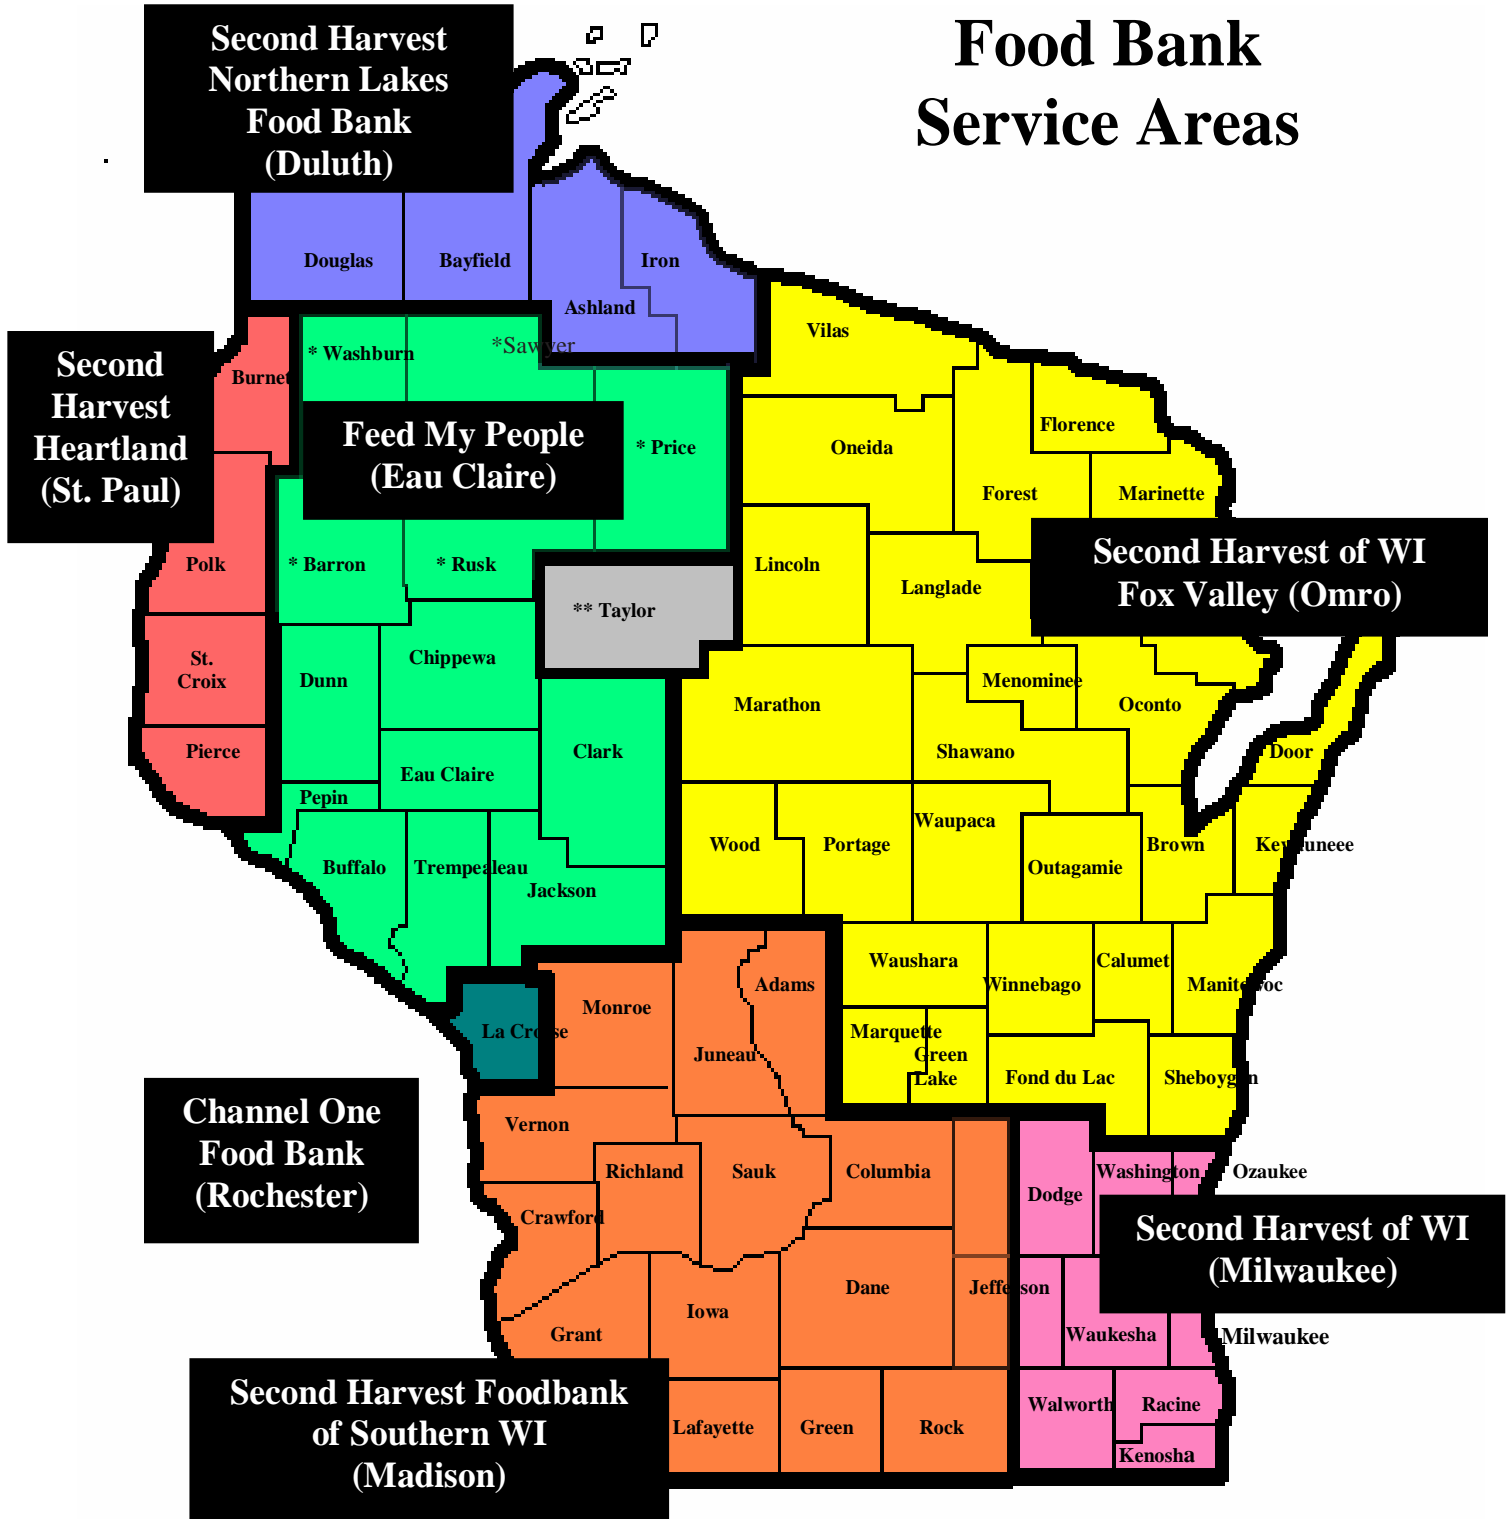 Food Bank
Service Areas
Second Harvest
Northern Lakes
Food Bank
(Duluth)
Douglas
Bayfield
Iron
Ashland
Vilas
* Washburn
*Sawyer
Second
Harvest
Heartland
(St. Paul)
Burnet
Feed My People
(Eau Claire)
* Price
Oneida
Florence
Forest
Marinette
Second Harvest of WI
Fox Valley (Omro)
Polk
* Barron
* Rusk
Lincoln
Langlade
** Taylor
St.
Croix
Dunn
Chippewa
Menominee
Marathon
Oconto
Pierce
Clark
Shawano
Door
Eau Claire
Pepin
Waupaca
Wood
Portage
Brown
Kewauneee
Buffalo
Trempealeau
Outagamie
Jackson
Waushara
Calumet
Adams
Winnebago
Manitowoc
Monroe
La Crosse
Marquette
Juneau
Green
Lake
Fond du Lac
Sheboygan
Channel One
Food Bank
(Rochester)
Vernon
Richland
Sauk
Columbia
Dodge
Washington
Ozaukee
Crawford
Second Harvest of WI
(Milwaukee)
Dane
Jefferson
Iowa
Grant
Waukesha
Milwaukee
Second Harvest Foodbank
of Southern WI
(Madison)
Lafayette
Green
Rock
Walworth
Racine
Kenosha